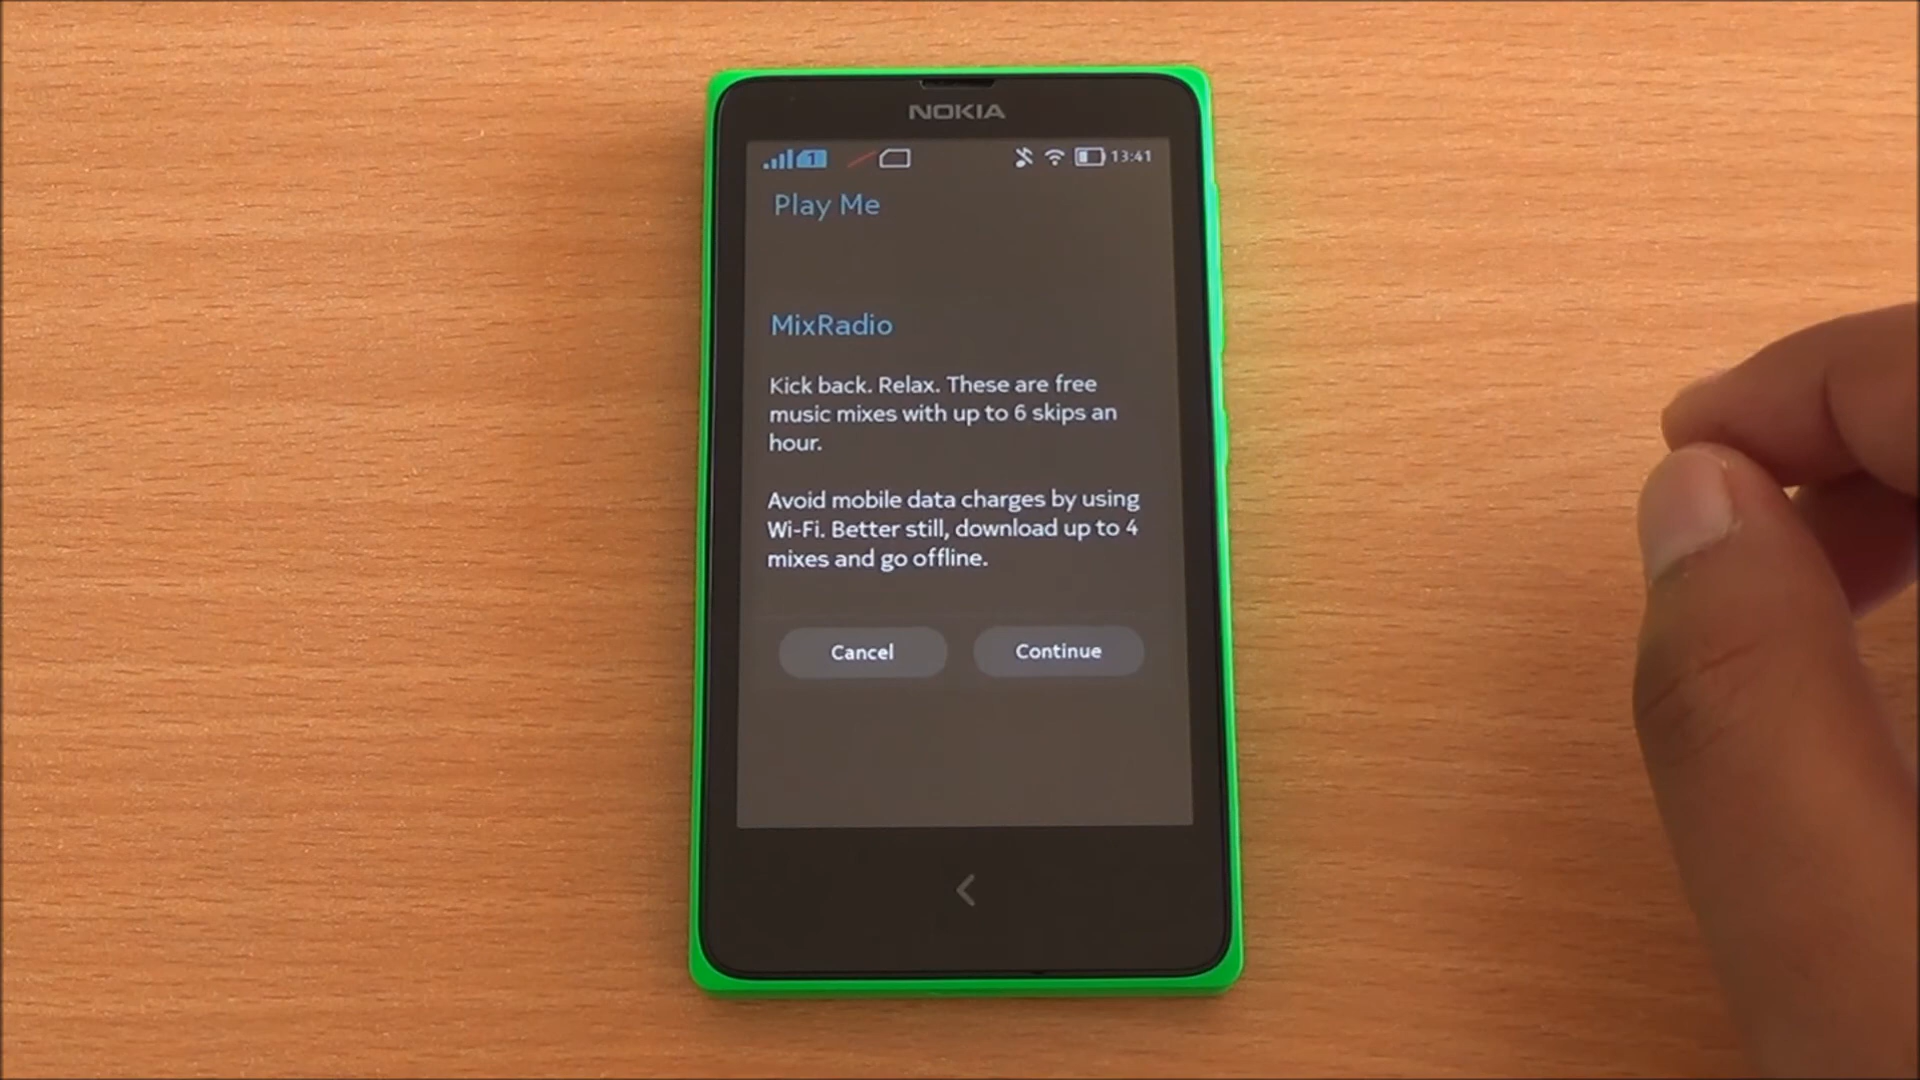 NOKIA
1 13:41
Play Me
MixRadio
Kick back. Relax. These are free
music mixes with up to 6 skips an
hour.
Avoid mobile data charges by using
Wi-Fi. Better still, download up to 4
mixes and go offline.
Cancel Continue